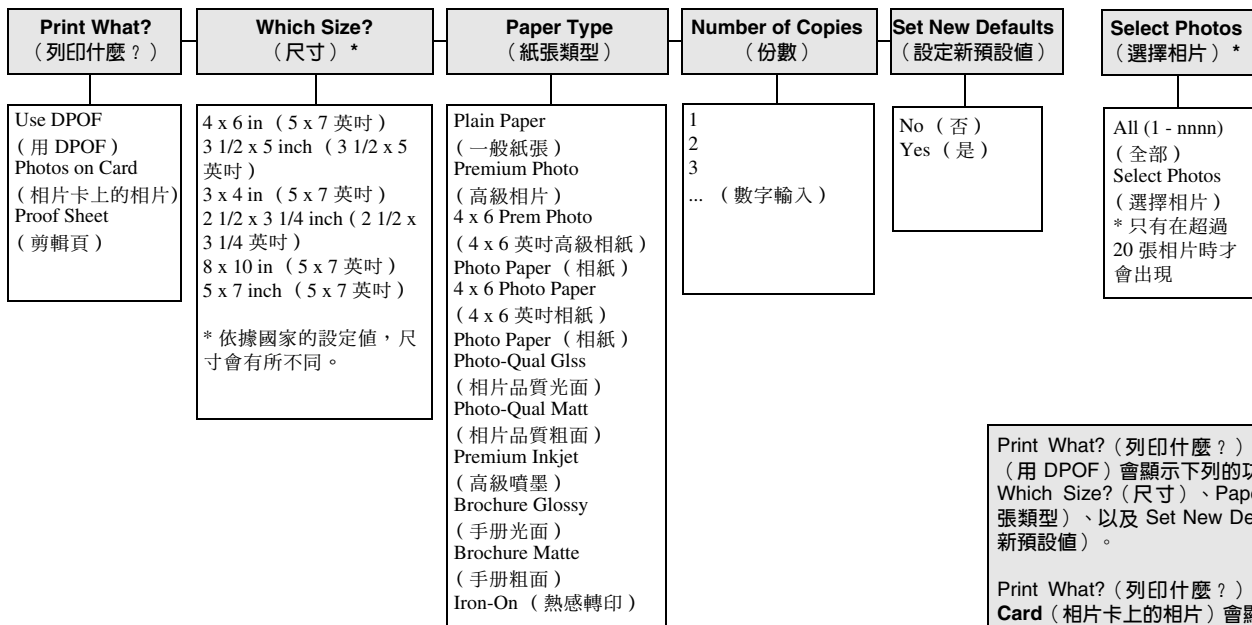 Print What?
（列印什麼？）
Which Size?
（尺寸）*
Paper Type
（紙張類型）
Number of Copies
（份數）
Set New Defaults
（設定新預設值）
Select Photos
（選擇相片）*
Use DPOF
（用 DPOF）
Photos on Card
（相片卡上的相片）
Proof Sheet
（剪輯頁）
4 x 6 in （5 x 7 英吋）
3 1/2 x 5 inch （3 1/2 x 5
英吋）
3 x 4 in （5 x 7 英吋）
2 1/2 x 3 1/4 inch（2 1/2 x
3 1/4 英吋）
8 x 10 in （5 x 7 英吋）
5 x 7 inch （5 x 7 英吋）
* 依據國家的設定值，尺
寸會有所不同。
Plain Paper
（一般紙張）
Premium Photo
（高級相片）
4 x 6 Prem Photo
（4 x 6 英吋高級相紙）
Photo Paper （相紙）
4 x 6 Photo Paper
（4 x 6 英吋相紙）
Photo Paper （相紙）
Photo-Qual Glss
（相片品質光面）
Photo-Qual Matt
（相片品質粗面）
Premium Inkjet
（高級噴墨）
Brochure Glossy
（手冊光面）
Brochure Matte
（手冊粗面）
Iron-On （熱感轉印）
1
2
3
... （數字輸入）
No （否）
Yes （是）
All (1 - nnnn)
（全部）
Select Photos
（選擇相片）
* 只有在超過
20 張相片時才
會出現
Print What?（列印什麼？）
（用 DPOF）會顯示下列的
Which Size?（尺寸）、
張類型）、以及 Set New
新預設值）。
Print What?（列印什麼？）
Card（相片卡上的相片）會